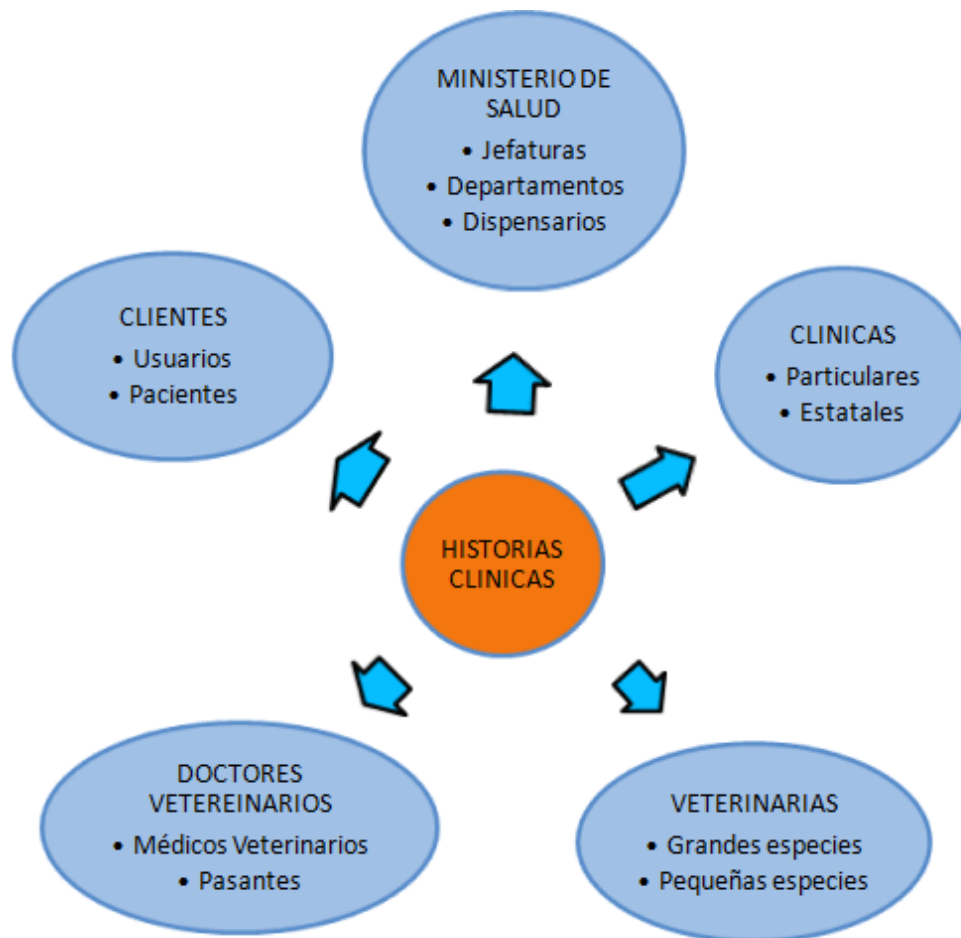 MINISTERIO DE
SALUD
• Jefaturas
• Departamentos
• Dispensarios
CLIENTES
• Usuarios
• Pacientes
CLINICAS
• Particulares
• Estatales
HISTORIAS
CLINICAS
DOCTORES
VETEREINARIOS
• Médicos Veterinarios
• Pasantes
VETERINARIAS
• Grandes especies
• Pequeñas especies